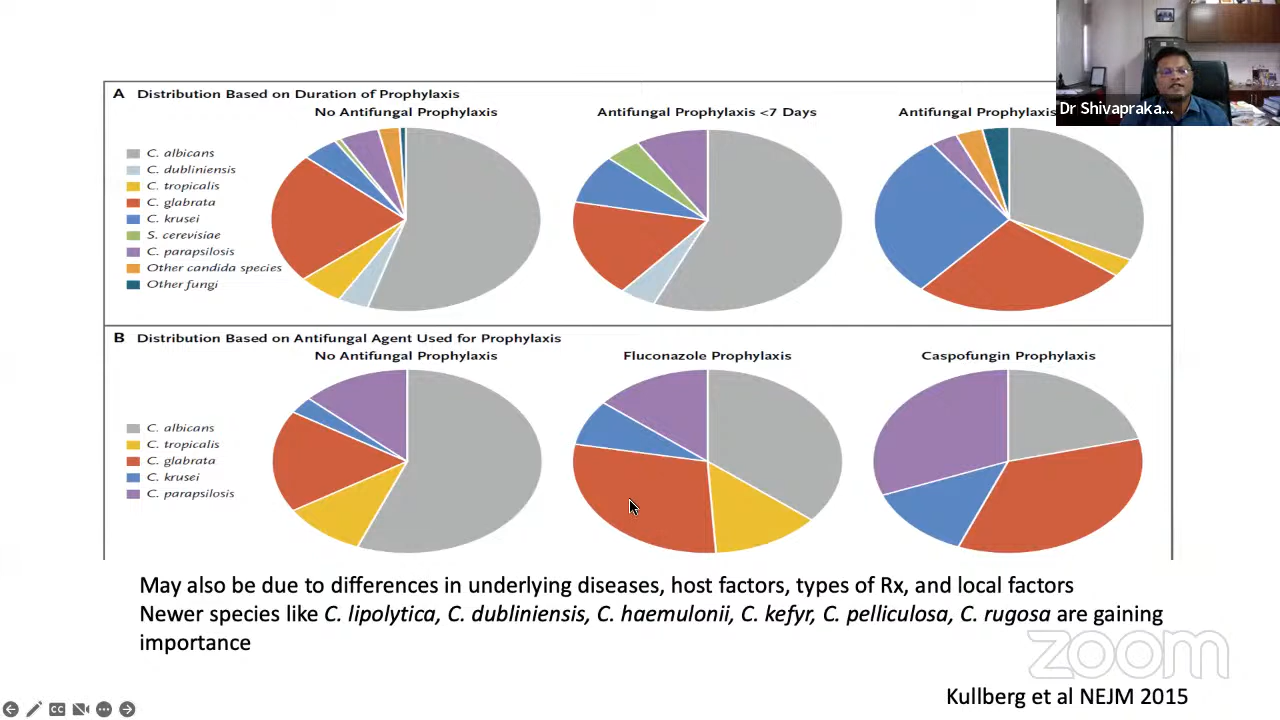 A Distribution Based on Duration of Prophylaxis
No Antifungal Prophylaxis
Antifungal Prophylaxis <7 Days
Antifungal Prophylaxis
Dr Shivapraka...
C. albicans
C. dubliniensis
C. tropicalis
C. glabrata
C. krusei
S. cerevisiae
C. parapsilosis
Other candida species
Other fungi
B Distribution Based on Antifungal Agent Used for Prophylaxis
No Antifungal Prophylaxis
Fluconazole Prophylaxis
Caspofungin Prophylaxis
C. albicans
C. tropicalis
C. glabrata
C. krusei
C. parapsilosis
May also be due to differences in underlying diseases, host factors, types of Rx, and local factors
Newer species like C. lipolytica, C. dubliniensis, C. haemulonii, C. kefyr, C. pelliculosa, C. rugosa are gaining
importance
zoom
Kullberg et al NEJM 2015
CC